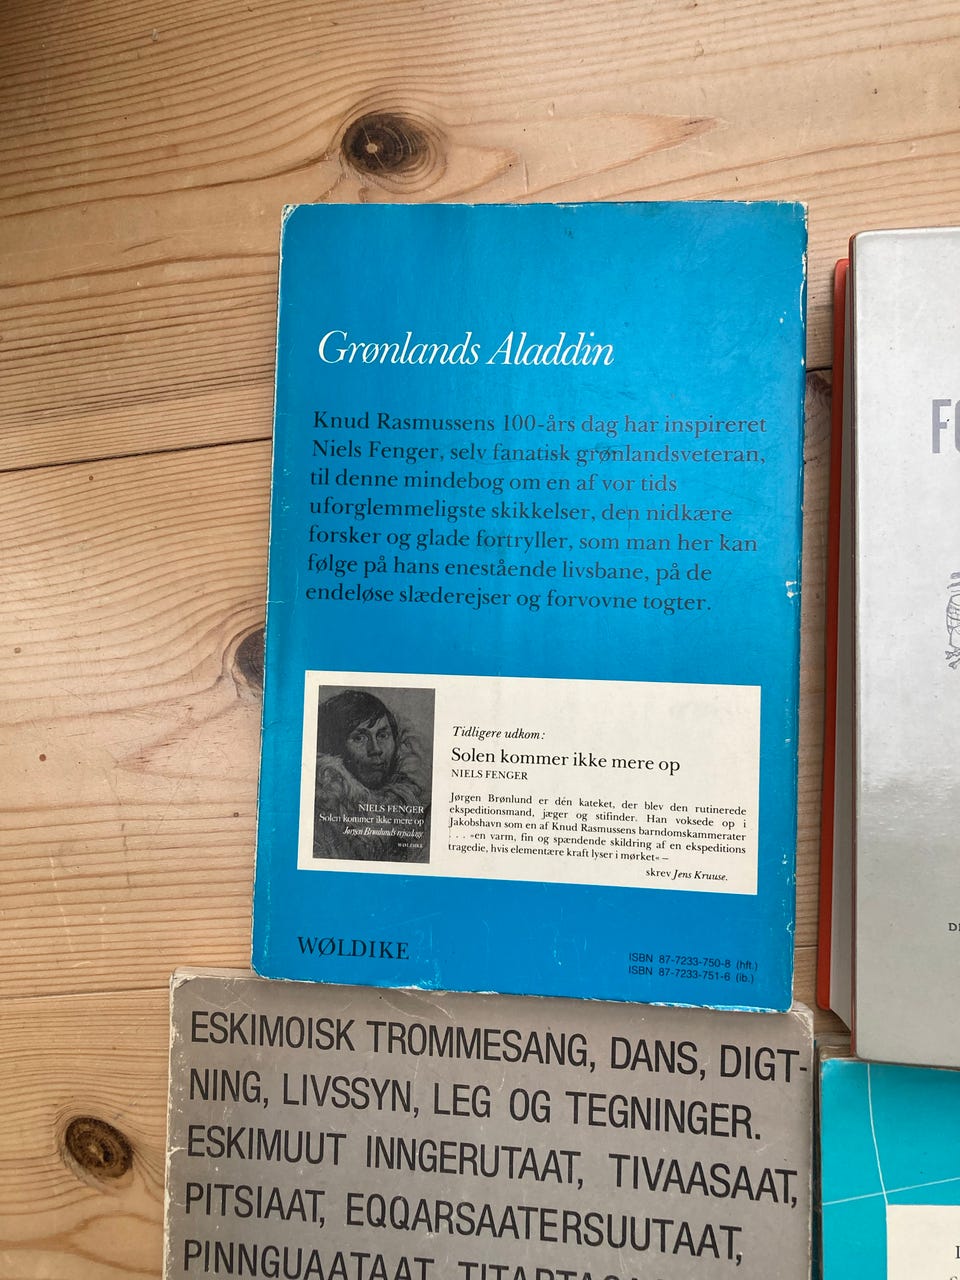 Grønlands Aladdin
Knud Rasmussens 100-års dag har inspireret
Niels Fenger, selv fanatisk grønlandsveteran,
til denne mindebog om en af vor tids
uforglemmeligste skikkelser, den nidkære
forsker og glade fortryller, som man her kan
følge på hans enestående livsbane, på de
endeløse slæderejser og forvovne togter.
NIELS FENGER
Solen kommer ikke mere op
Jørgen Brønlunds rejsedage
WØLDIKE
Tidligere udkom:
Solen kommer ikke mere op
NIELS FENGER
Jørgen Brønlund er dén kateket, der blev den rutinerede
ekspeditionsmand, jæger og stifinder. Han voksede op i
Jakobshavn som en af Knud Rasmussens barndomskammerater
. . . »en varm, fin og spændende skildring af en ekspeditions
tragedie, hvis elementære kraft lyser i mørket« –
skrev Jens Kruuse.
WØLDIKE
ISBN 87-7233-750-8 (hft.)
ISBN 87-7233-751-6 (ib.)
ESKIMOISK TROMMESANG, DANS, DIGT-
NING, LIVSSYN, LEG OG TEGNINGER.
ESKIMUUT INNGERUTAAT, TIVAASAAT,
PITSIAAT, EQQARSAATERSUUTAAT,
PINNGUAATAAT